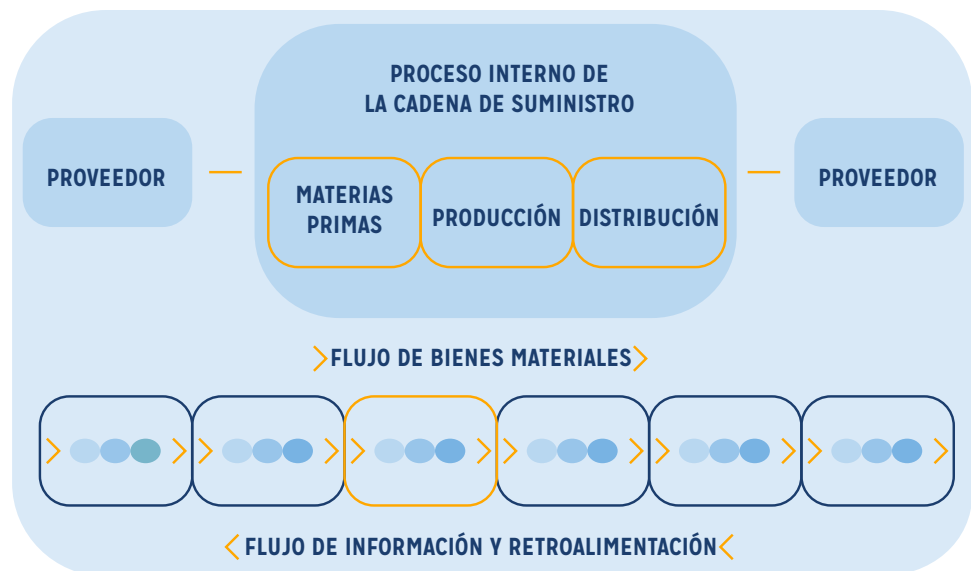 PROCESO INTERNO DE
LA CADENA DE SUMINISTRO
PROVEEDOR
MATERIAS
PRIMAS
PRODUCCIÓN
DISTRIBUCIÓN
PROVEEDOR
FLUJO DE BIENES MATERIALES
FLUJO DE INFORMACIÓN Y RETROALIMENTACIÓN